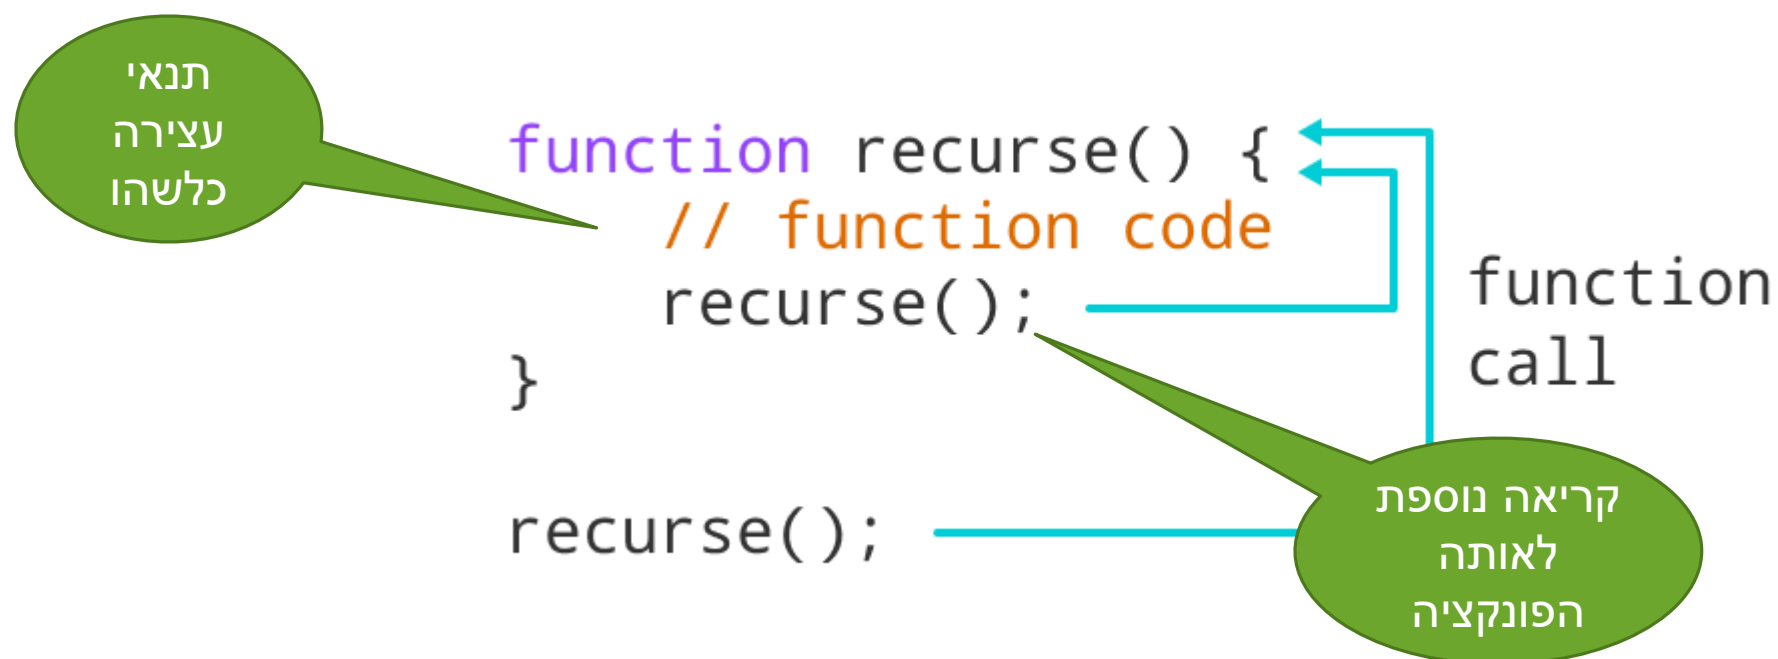 תנאי
עצירה
כלשהו
function recurse() {
// function code
recurse();
}
recurse();
function
call
קריאה נוספת
לאותה
הפונקציה